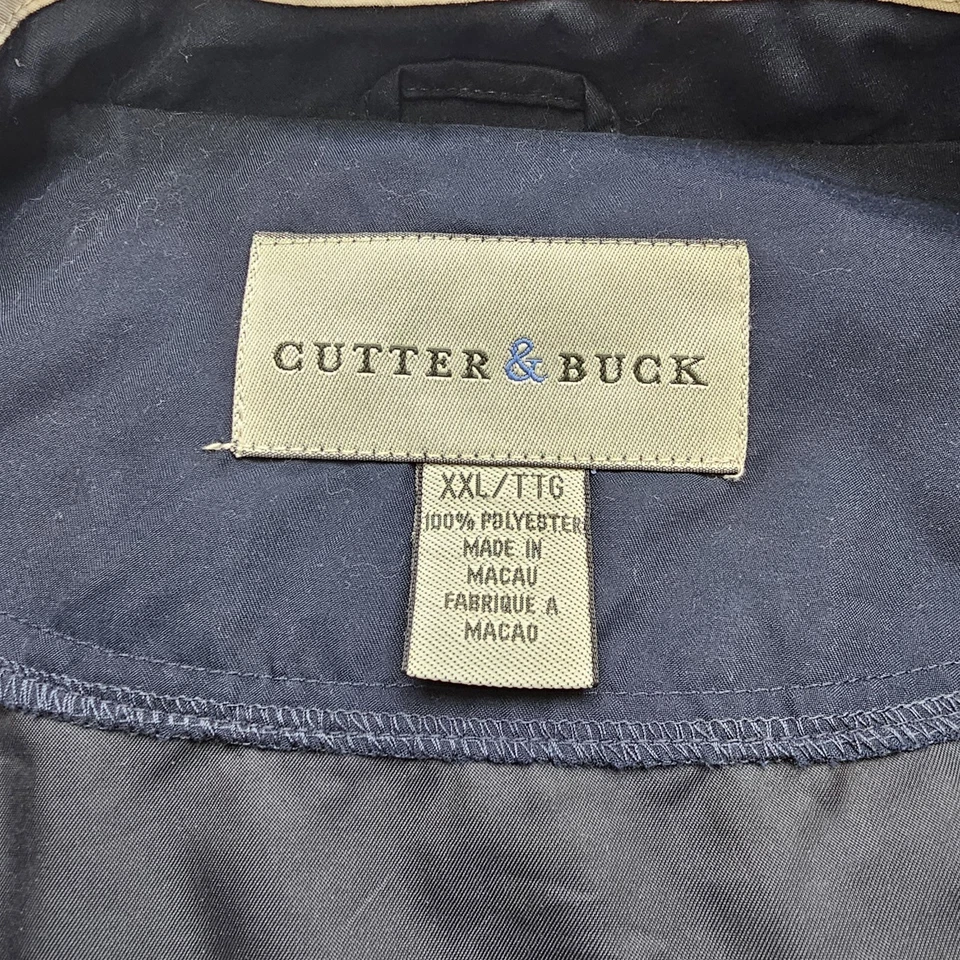 CUTTER & BUCK
XXL/TTG
100% POLYESTER
MADE IN
MACAU
FABRIQUE A
MACAO